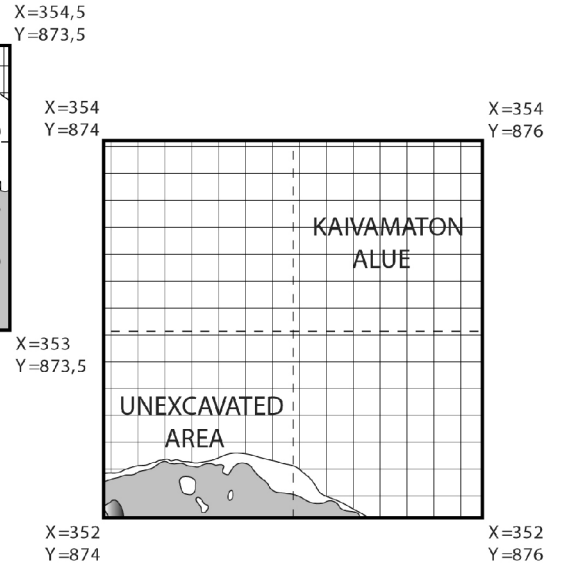 X=354,5
Y=873,5
X=354
Y=874
X=354
Y=876
KAIVAMATON
ALUE
X=353
Y=873,5
UNEXCAVATED
AREA
X=352
Y=874
X=352
Y=876